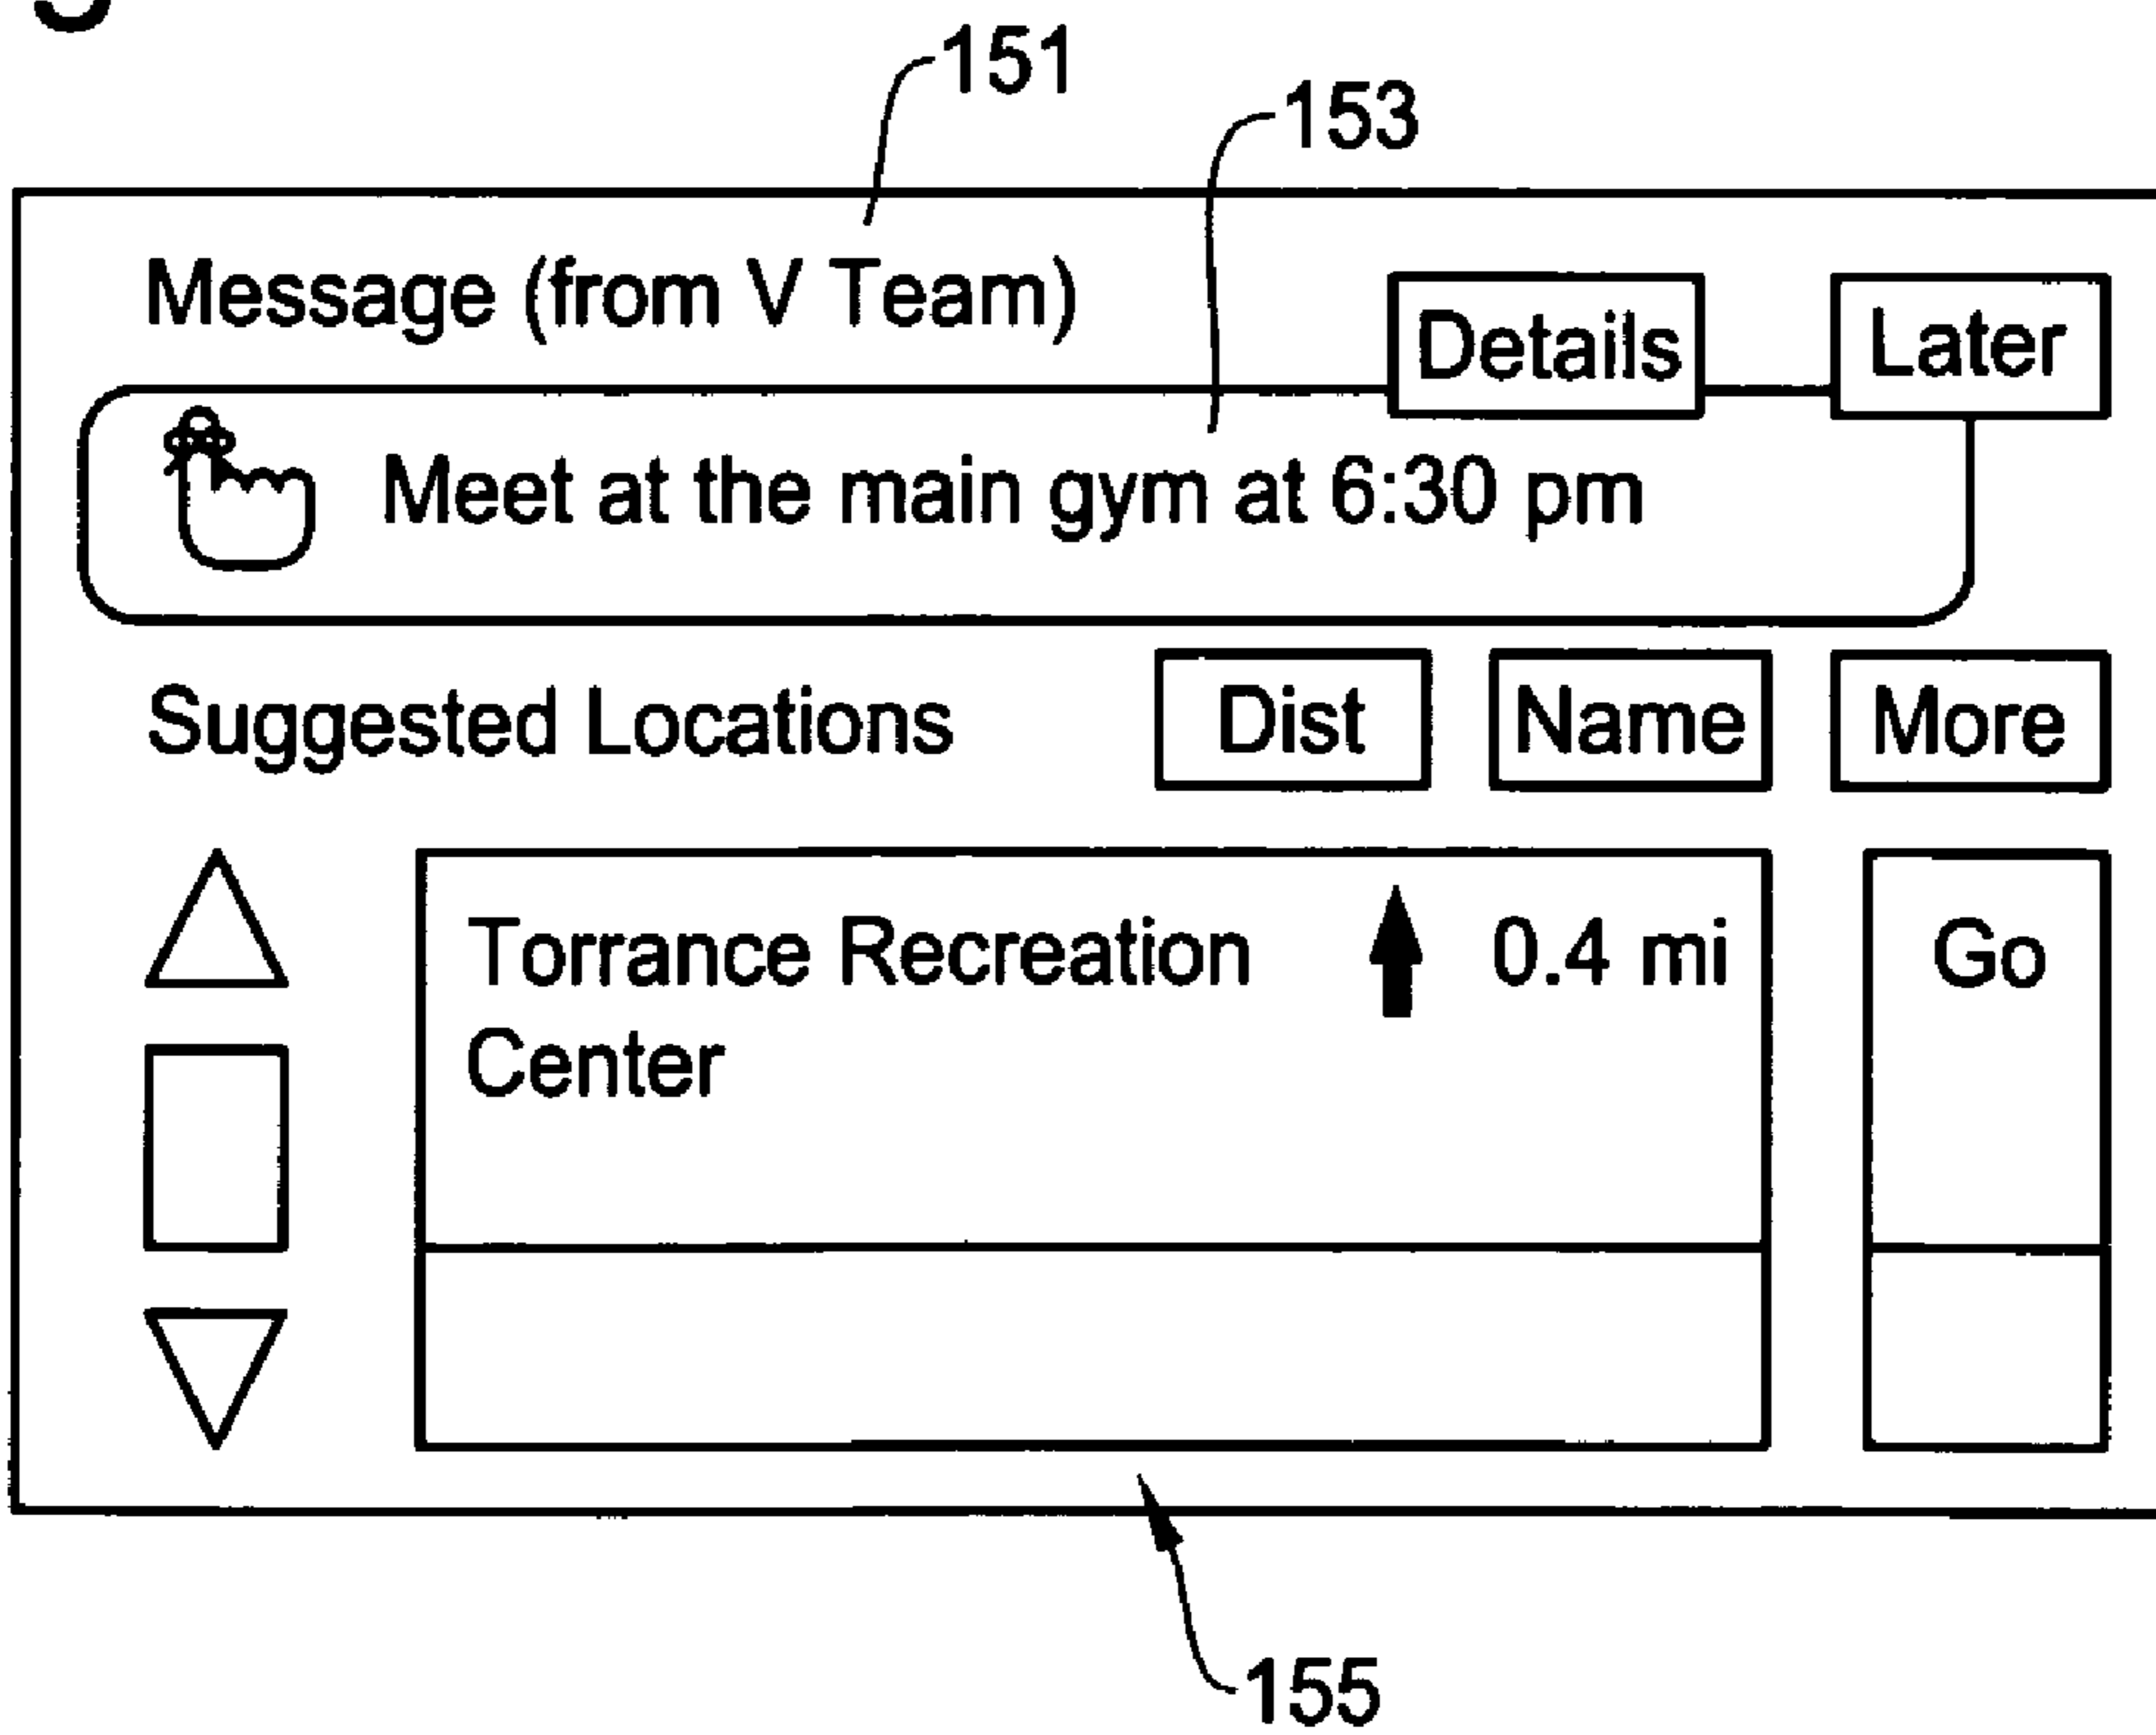 151
153
Message (from V Team)
Details
Later
Meet at the main gym at 6:30 pm
Suggested Locations
Dist
Name
More
Torrance Recreation
Center
0.4 mi
Go
155